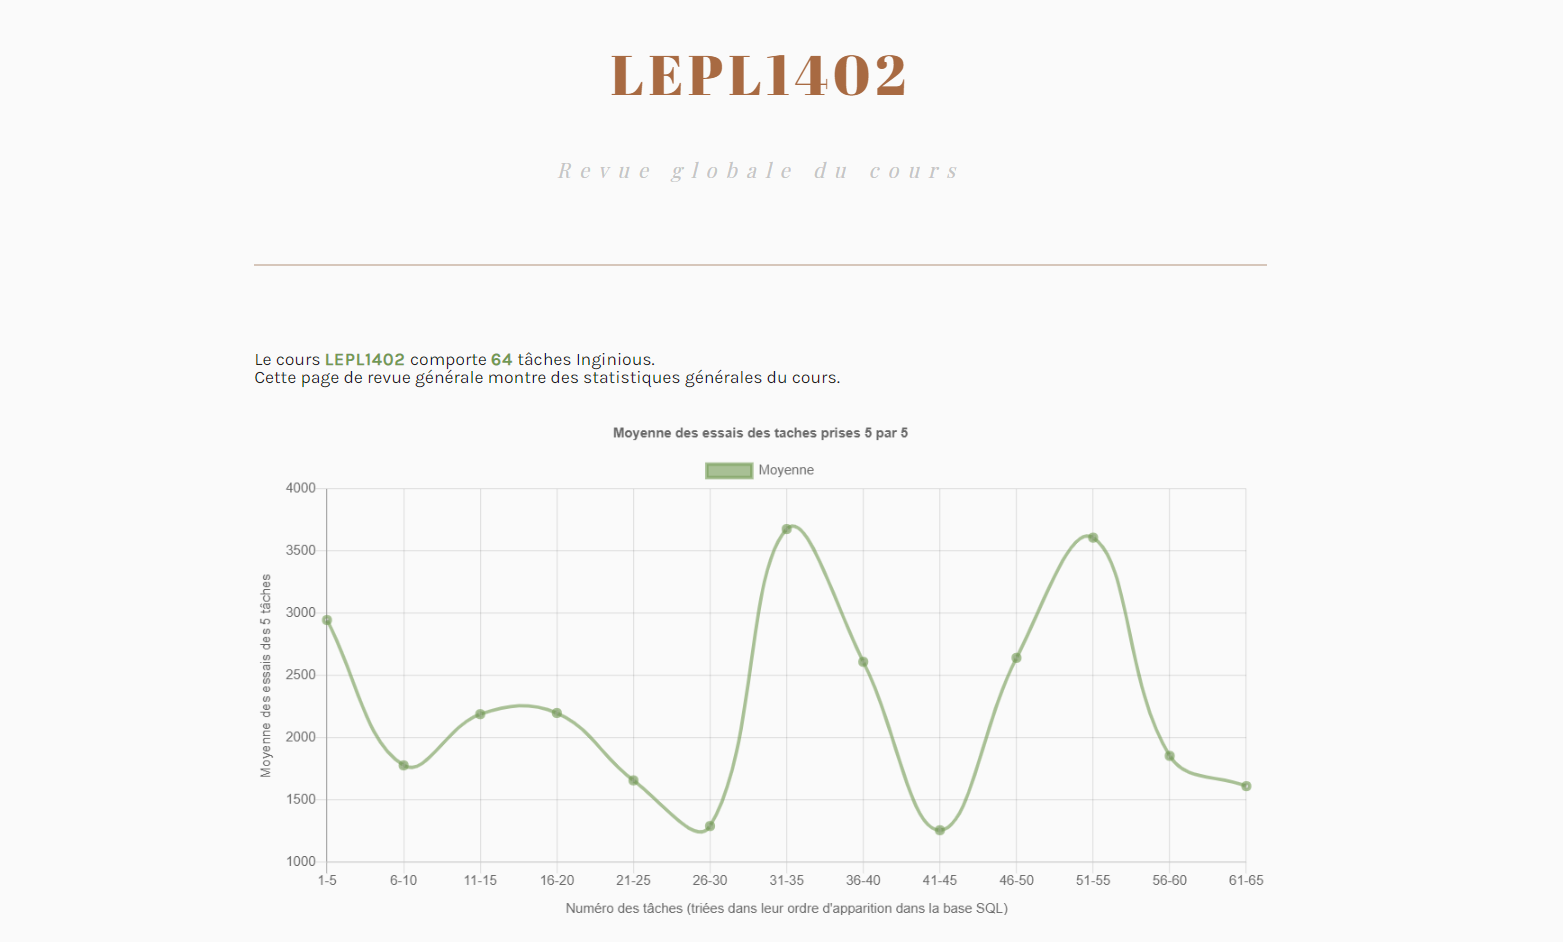 LEPL1402
Revue globale du cours
Le cours LEPL1402 comporte 64 tâches Inginious.
Cette page de revue générale montre des statistiques générales du cours.
Moyenne des essais des taches prises 5 par 5
Moyenne
4000
3500
3000
2500
2000
1500
1000
Moyenne des essais des 5 tâches
1-5 6-10 11-15 16-20 21-25 26-30 31-35 36-40 41-45 46-50 51-55 56-60 61-65
Numéro des tâches (triées dans leur ordre d'apparition dans la base SQL)